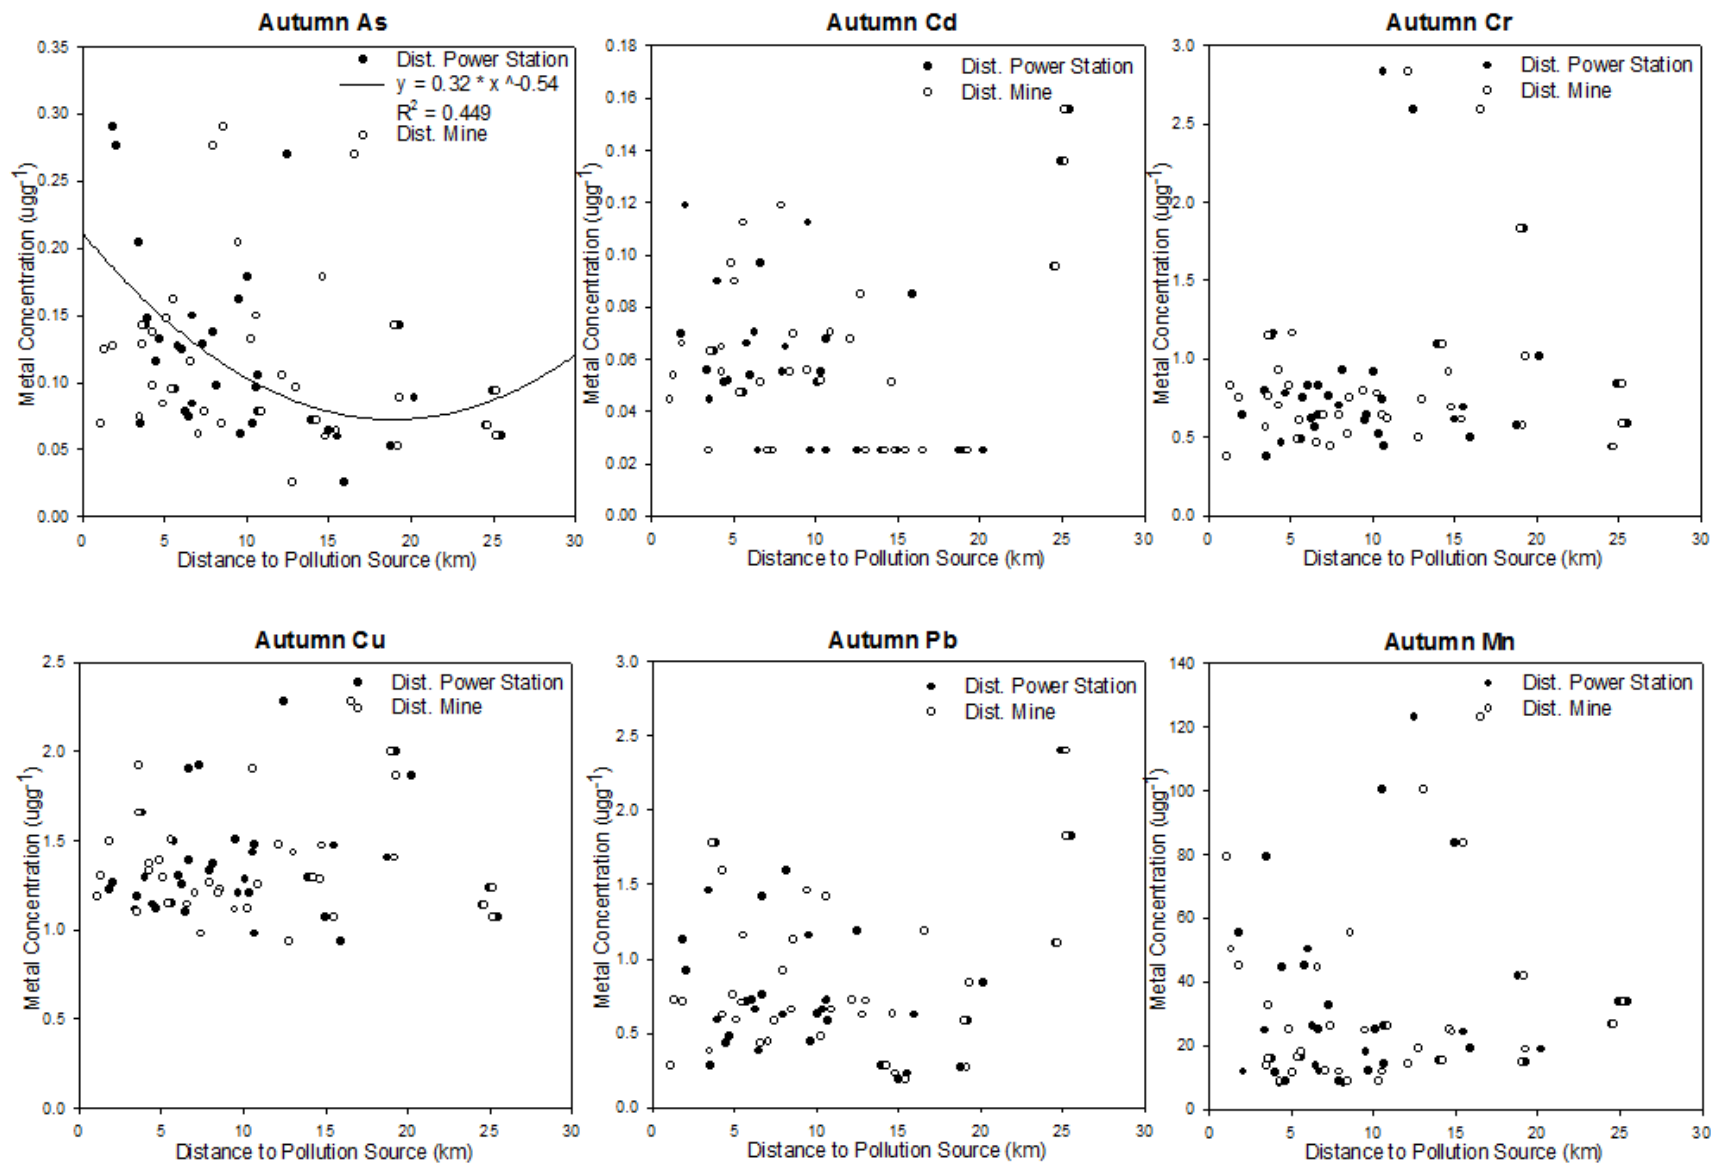 Autumn As
Dist. Power Station
y = 0.32 * x ^-0.54
R² = 0.449
Dist. Mine
Metal Concentration (ugg⁻¹)
0.35
0.30
0.25
0.20
0.15
0.10
0.05
0.00
0 5 10 15 20 25 30
Distance to Pollution Source (km)
Autumn Cd
Dist. Power Station
Dist. Mine
Metal Concentration (ugg⁻¹)
0.18
0.16
0.14
0.12
0.10
0.08
0.06
0.04
0.02
0.00
0 5 10 15 20 25 30
Distance to Pollution Source (km)
Autumn Cr
Dist. Power Station
Dist. Mine
Metal Concentration (ugg⁻¹)
3.0
2.5
2.0
1.5
1.0
0.5
0.0
0 5 10 15 20 25 30
Distance to Pollution Source (km)
Autumn Cu
Dist. Power Station
Dist. Mine
Metal Concentration (ugg⁻¹)
2.5
2.0
1.5
1.0
0.5
0.0
0 5 10 15 20 25 30
Distance to Pollution Source (km)
Autumn Pb
Dist. Power Station
Dist. Mine
Metal Concentration (ugg⁻¹)
3.0
2.5
2.0
1.5
1.0
0.5
0.0
0 5 10 15 20 25 30
Distance to Pollution Source (km)
Autumn Mn
Dist. Power Station
Dist. Mine
Metal Concentration (ugg⁻¹)
140
120
100
80
60
40
20
0
0 5 10 15 20 25 30
Distance to Pollution Source (km)